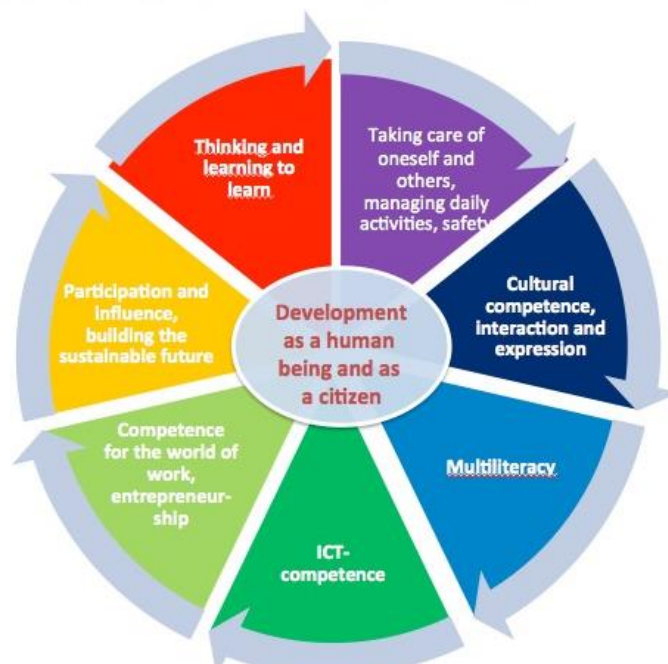 Thinking and
learning to
learn
Taking care of
oneself and
others,
managing daily
activities, safety
Cultural
competence,
interaction and
expression
Multiliteracy
ICT-
competence
Competence
for the world of
work,
entrepreneur-
ship
Participation and
influence,
building the
sustainable future
Development
as a human
being and as
a citizen